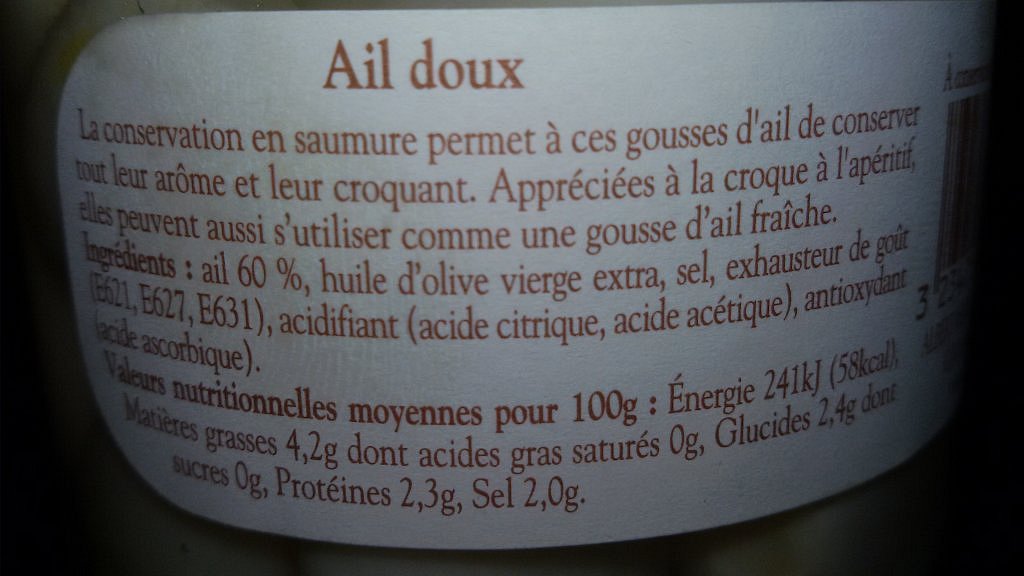 Ail doux
La conservation en saumure permet à ces gousses d'ail de conserver
tout leur arôme et leur croquant. Appréciées à la croque à l'apéritif,
elles peuvent aussi s'utiliser comme une gousse d'ail fraîche.
Ingrédients : ail 60 %, huile d'olive vierge extra, sel, exhausteur de goût
(E621, E627, E631), acidifiant (acide citrique, acide acétique), antioxydant
(acide ascorbique).
Valeurs nutritionnelles moyennes pour 100g : Énergie 241kJ (58kcal),
Matières grasses 4,2g dont acides gras saturés 0g, Glucides 2,4g dont
sucres 0g, Protéines 2,3g, Sel 2,0g.
À
3